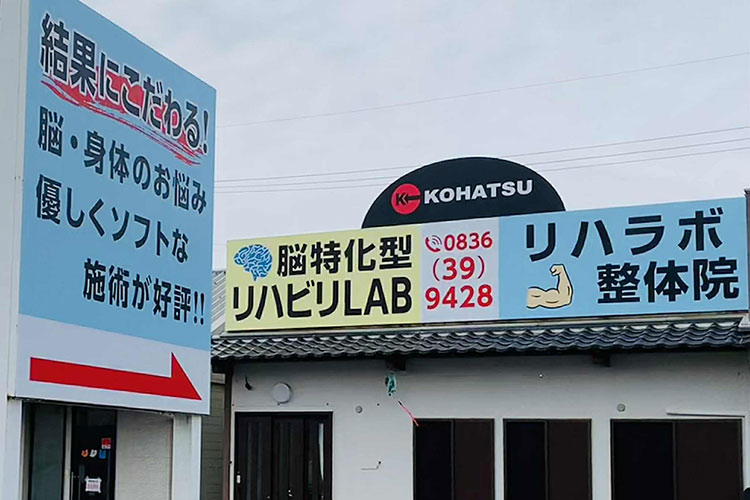 結果にこだわる!
脳・身体のお悩み
優しくソフトな
施術が好評!!
K KOHATSU
脳特化型
リハビリLAB
0836
(39)
9428
リハラボ
整体院